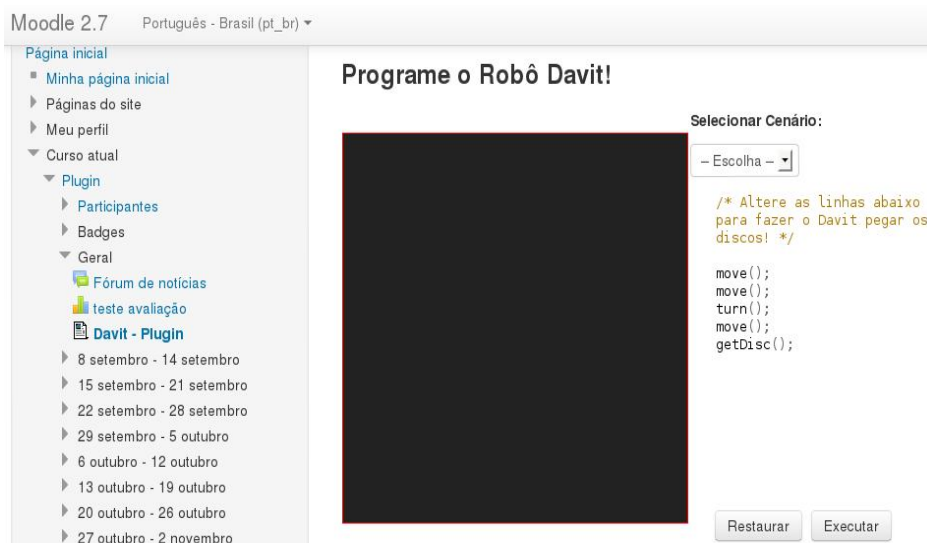 Moodle 2.7 Português - Brasil (pt_br)
Página inicial
Minha página inicial
Páginas do site
Meu perfil
Curso atual
Plugin
Participantes
Badges
Geral
Fórum de notícias
teste avaliação
Davit - Plugin
8 setembro - 14 setembro
15 setembro - 21 setembro
22 setembro - 28 setembro
29 setembro - 5 outubro
6 outubro - 12 outubro
13 outubro - 19 outubro
20 outubro - 26 outubro
27 outubro - 2 novembro
Programe o Robô Davit!
Selecionar Cenário:
– Escolha –
/* Altere as linhas abaixo
para fazer o Davit pegar os
discos! */
move();
move();
turn();
move();
getDisc();
Restaurar Executar